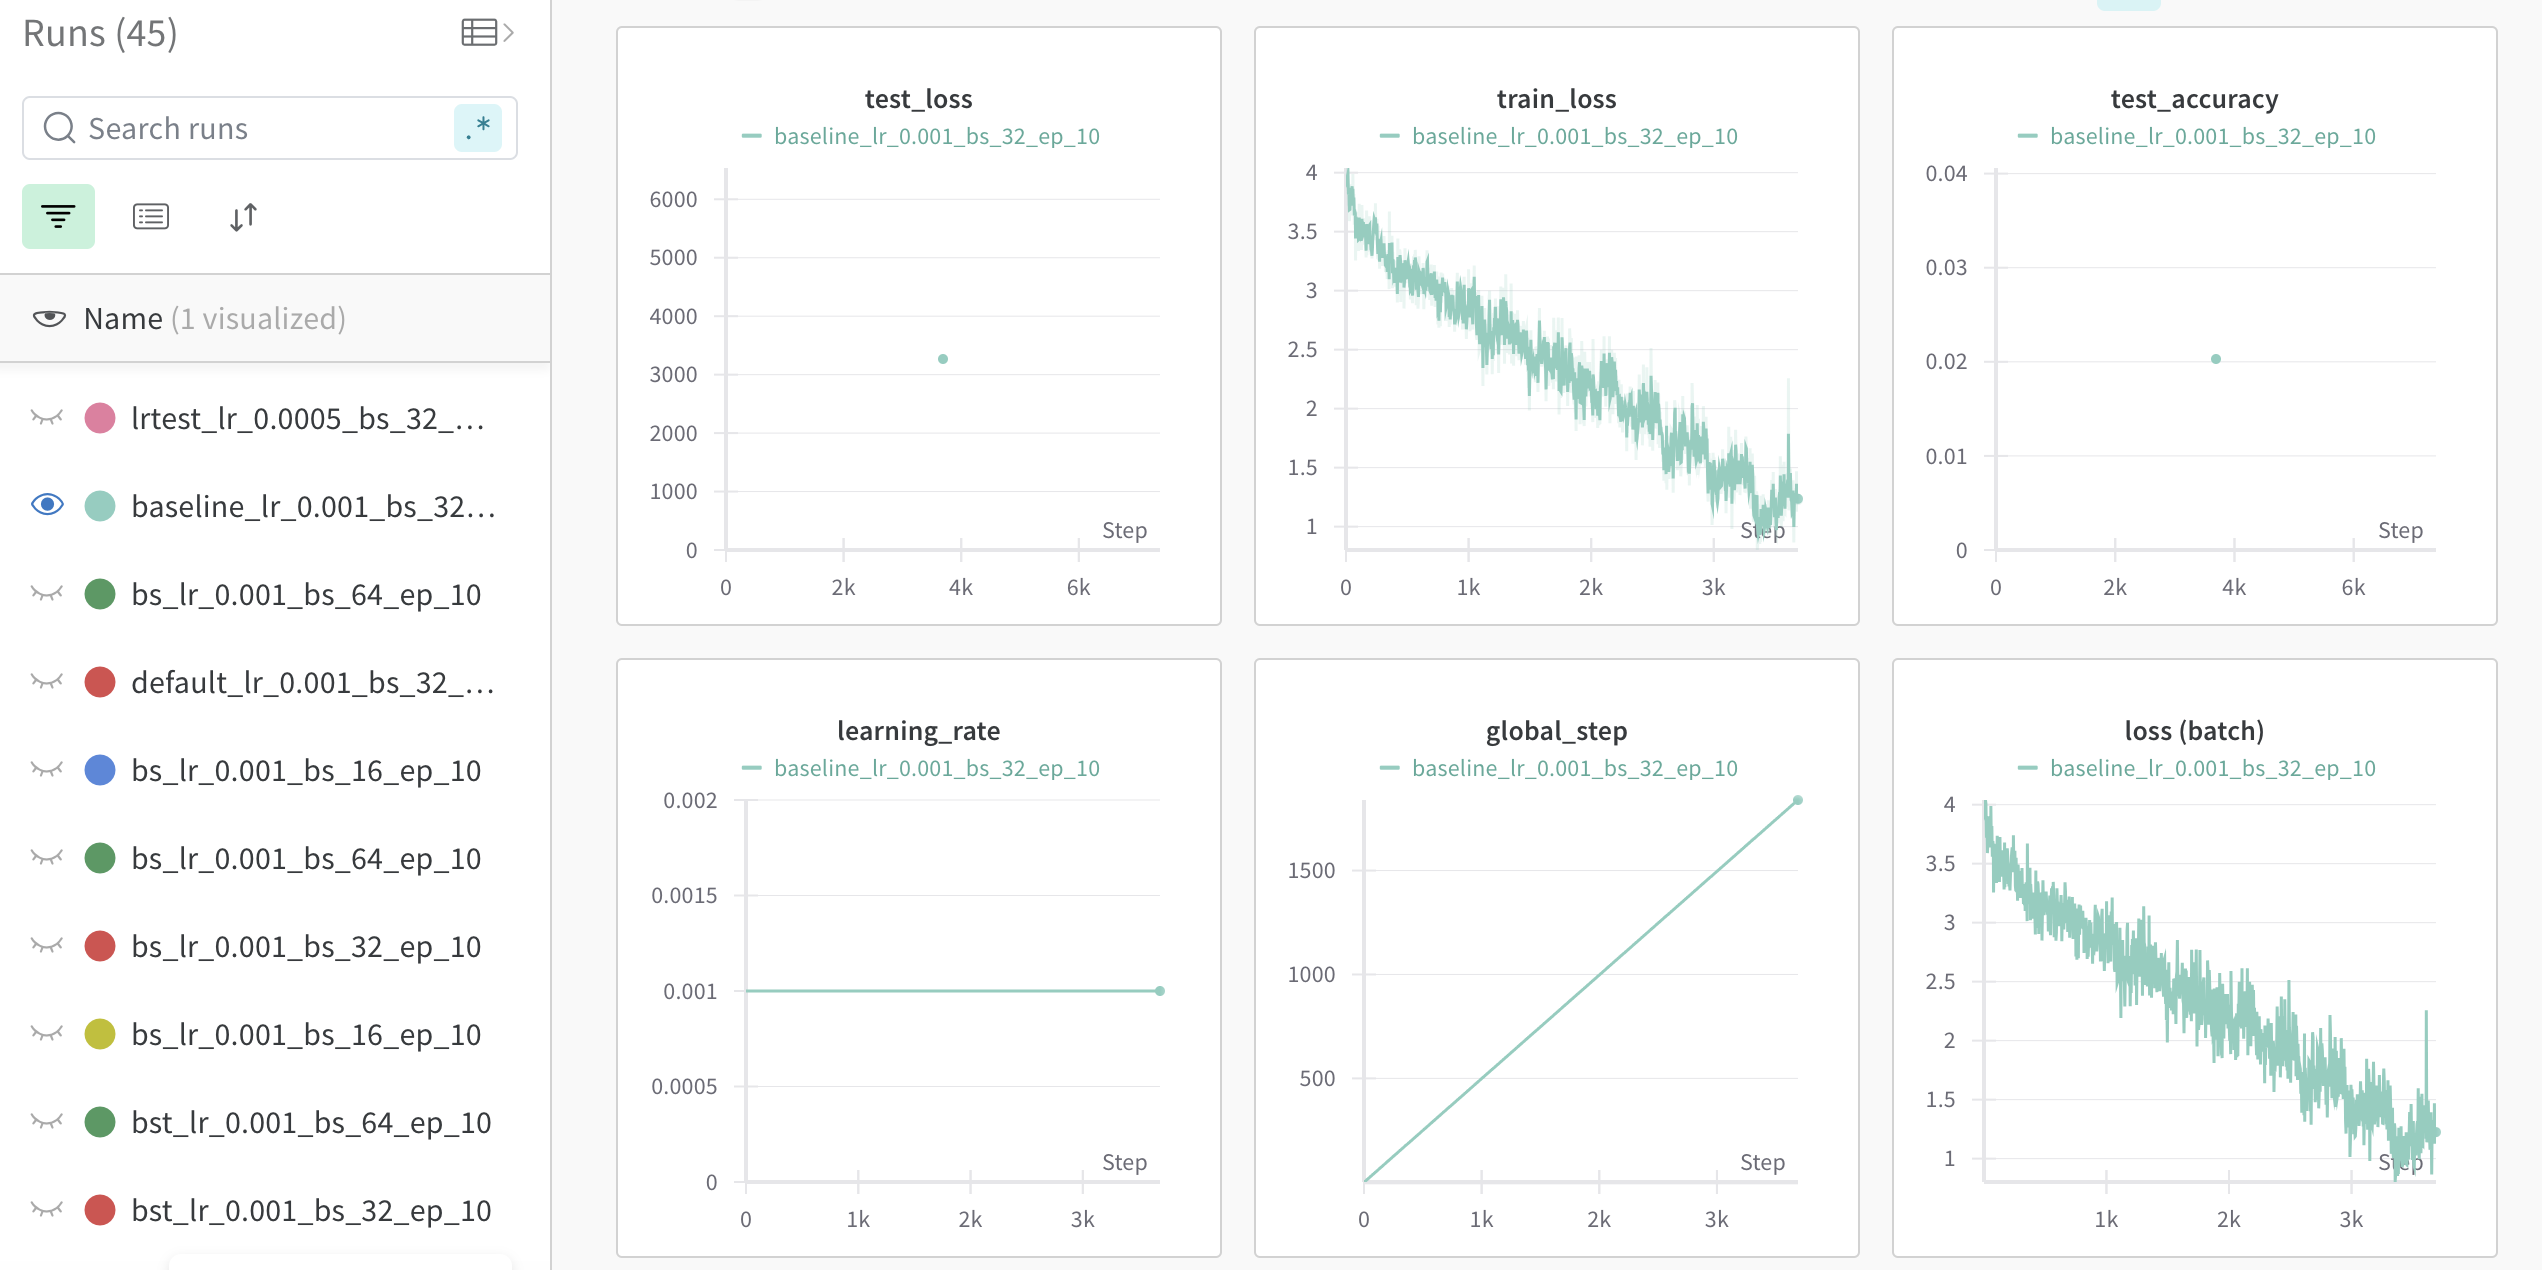 Runs (45)
Search runs
.*
Name (1 visualized)
lrtest_lr_0.0005_bs_32_...
baseline_lr_0.001_bs_32...
bs_lr_0.001_bs_64_ep_10
default_lr_0.001_bs_32_...
bs_lr_0.001_bs_16_ep_10
bs_lr_0.001_bs_64_ep_10
bs_lr_0.001_bs_32_ep_10
bs_lr_0.001_bs_16_ep_10
bst_lr_0.001_bs_64_ep_10
bst_lr_0.001_bs_32_ep_10
test_loss
baseline_lr_0.001_bs_32_ep_10
6000
5000
4000
3000
2000
1000
0
Step
0 2k 4k 6k
train_loss
baseline_lr_0.001_bs_32_ep_10
4
3.5
3
2.5
2
1.5
1
Step
0 1k 2k 3k
test_accuracy
baseline_lr_0.001_bs_32_ep_10
0.04
0.03
0.02
0.01
0
Step
0 2k 4k 6k
learning_rate
baseline_lr_0.001_bs_32_ep_10
0.002
0.0015
0.001
0.0005
0
Step
0 1k 2k 3k
global_step
baseline_lr_0.001_bs_32_ep_10
1500
1000
500
Step
0 1k 2k 3k
loss (batch)
baseline_lr_0.001_bs_32_ep_10
4
3.5
3
2.5
2
1.5
1
Step
1k 2k 3k